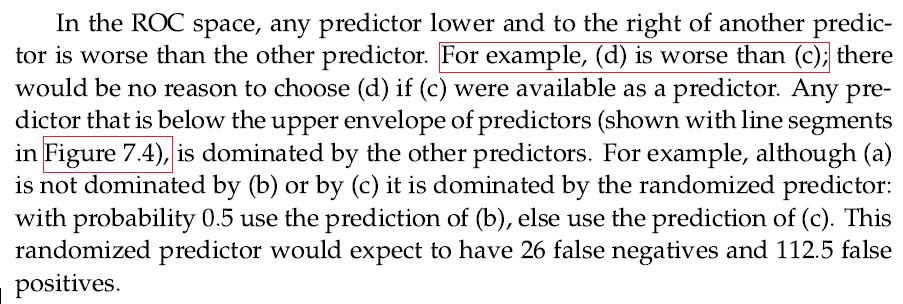 In the ROC space, any predictor lower and to the right of another predic-
tor is worse than the other predictor. For example, (d) is worse than (c); there
would be no reason to choose (d) if (c) were available as a predictor. Any pre-
dictor that is below the upper envelope of predictors (shown with line segments
in Figure 7.4), is dominated by the other predictors. For example, although (a)
is not dominated by (b) or by (c) it is dominated by the randomized predictor:
with probability 0.5 use the prediction of (b), else use the prediction of (c). This
randomized predictor would expect to have 26 false negatives and 112.5 false
positives.